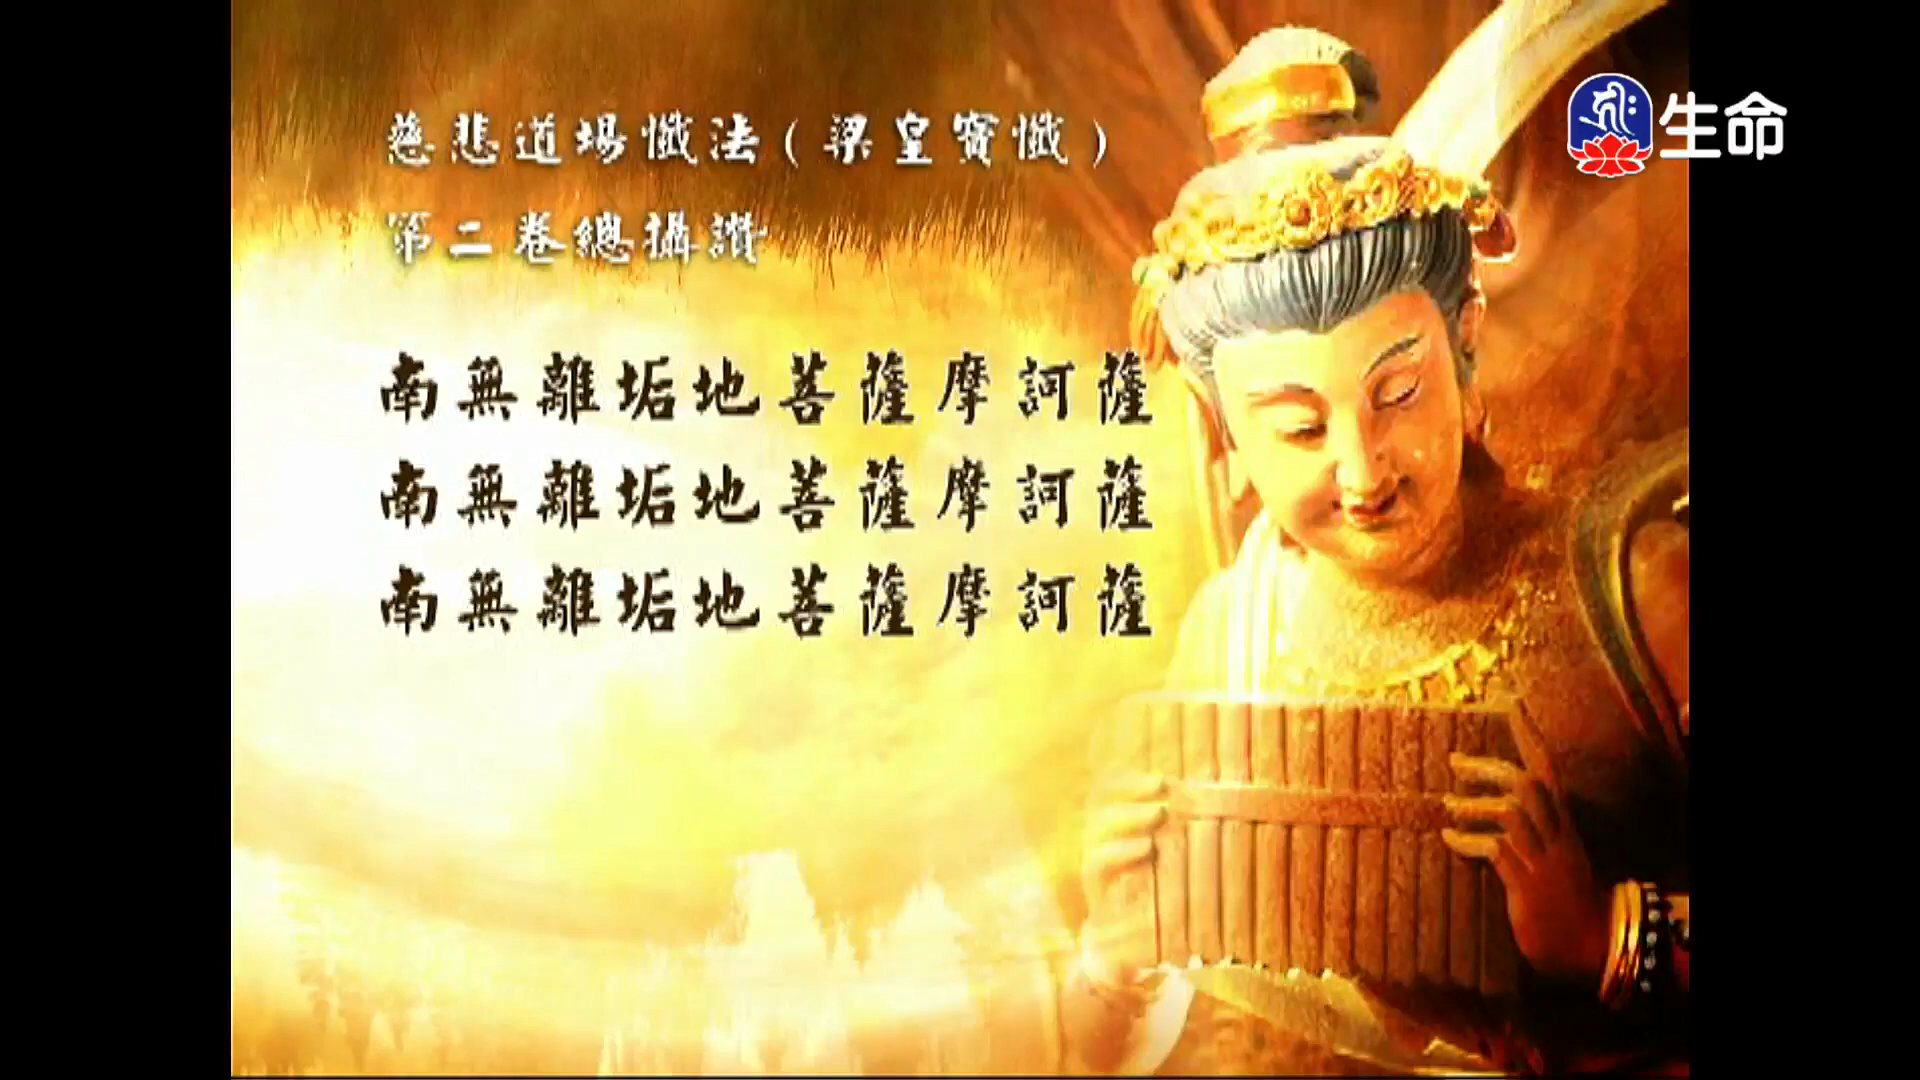 慈悲道場懺法(梁皇寶懺)
第二卷總攝讚
生命
南無離垢地菩薩摩訶薩
南無離垢地菩薩摩訶薩
南無離垢地菩薩摩訶薩